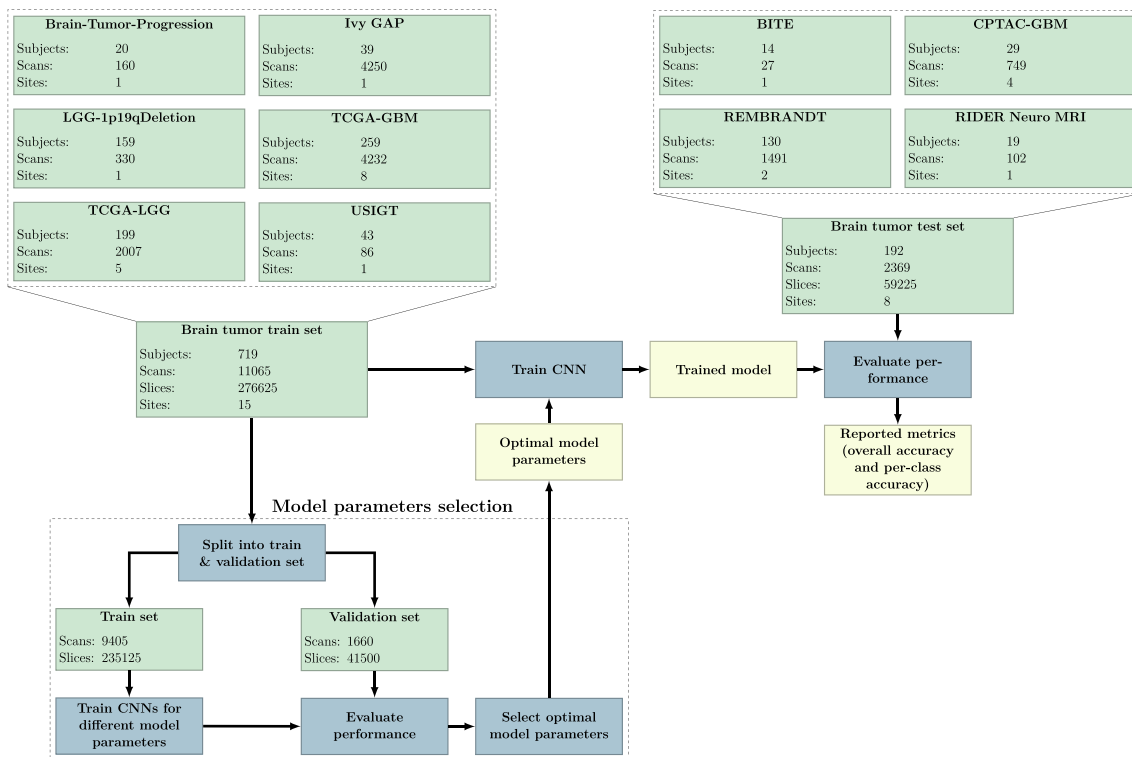 Brain-Tumor-Progression
Subjects: 20
Scans: 160
Sites: 1
Ivy GAP
Subjects: 39
Scans: 4250
Sites: 1
LGG-1p19qDeletion
Subjects: 159
Scans: 330
Sites: 1
TCGA-GBM
Subjects: 259
Scans: 4232
Sites: 8
TCGA-LGG
Subjects: 199
Scans: 2007
Sites: 5
USIGT
Subjects: 43
Scans: 86
Sites: 1
BITE
Subjects: 14
Scans: 27
Sites: 1
CPTAC-GBM
Subjects: 29
Scans: 749
Sites: 4
REMBRANDT
Subjects: 130
Scans: 1491
Sites: 2
RIDER Neuro MRI
Subjects: 19
Scans: 102
Sites: 1
Brain tumor test set
Subjects: 192
Scans: 2369
Slices: 59225
Sites: 8
Brain tumor train set
Subjects: 719
Scans: 11065
Slices: 276625
Sites: 15
Train CNN
Trained model
Evaluate per-
formance
Optimal model
parameters
Reported metrics
(overall accuracy
and per-class
accuracy)
Model parameters selection
Split into train
& validation set
Train set
Scans: 9405
Slices: 235125
Validation set
Scans: 1660
Slices: 41500
Train CNNs for
different model
parameters
Evaluate
performance
Select optimal
model parameters